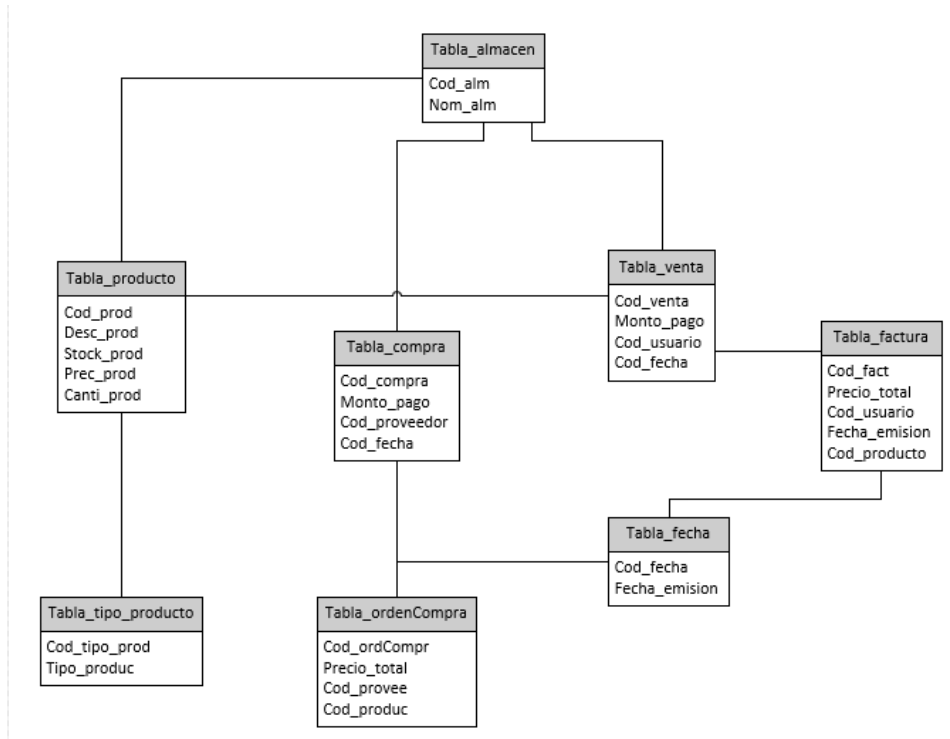 Tabla_almacen
Cod_alm
Nom_alm
Tabla_producto
Cod_prod
Desc_prod
Stock_prod
Prec_prod
Canti_prod
Tabla_venta
Cod_venta
Monto_pago
Cod_usuario
Cod_fecha
Tabla_compra
Cod_compra
Monto_pago
Cod_proveedor
Cod_fecha
Tabla_factura
Cod_fact
Precio_total
Cod_usuario
Fecha_emision
Cod_producto
Tabla_fecha
Cod_fecha
Fecha_emision
Tabla_tipo_producto
Cod_tipo_prod
Tipo_produc
Tabla_ordenCompra
Cod_ordCompr
Precio_total
Cod_provee
Cod_produc